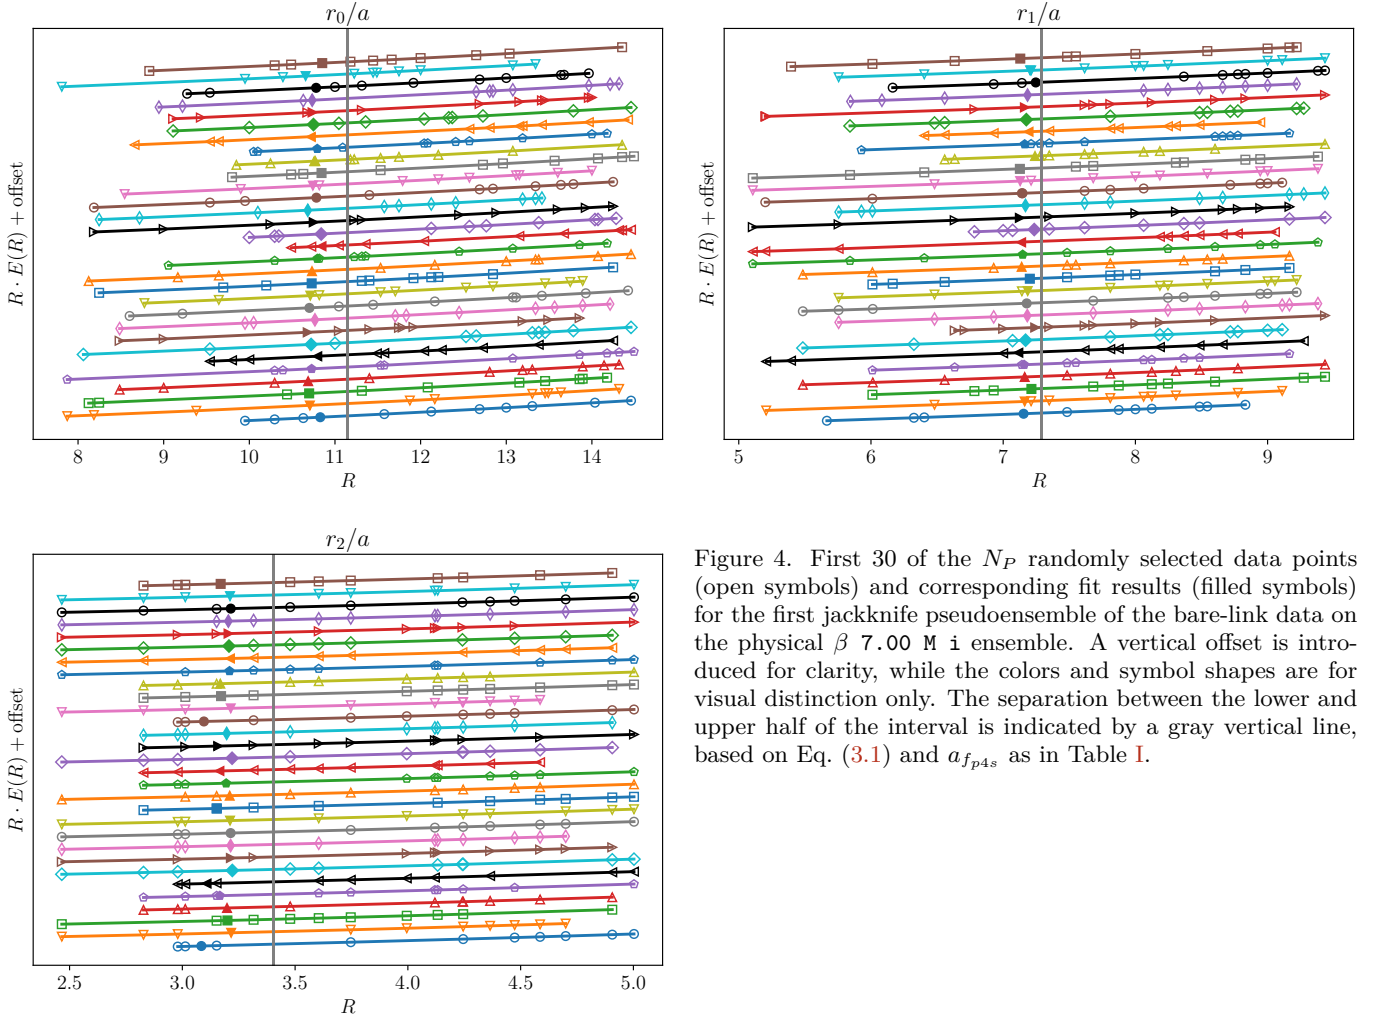 r₀/a
R · E(R) + offset
8 9 10 11 12 13 14
R
r₁/a
R · E(R) + offset
5 6 7 8 9
R
r₂/a
R · E(R) + offset
2.5 3.0 3.5 4.0 4.5 5.0
R
Figure 4. First 30 of the N_P randomly selected data points
(open symbols) and corresponding fit results (filled symbols)
for the first jackknife pseudoensemble of the bare-link data on
the physical β 7.00 M i ensemble. A vertical offset is intro-
duced for clarity, while the colors and symbol shapes are for
visual distinction only. The separation between the lower and
upper half of the interval is indicated by a gray vertical line,
based on Eq. (3.1) and a_{f_{p4s}} as in Table I.